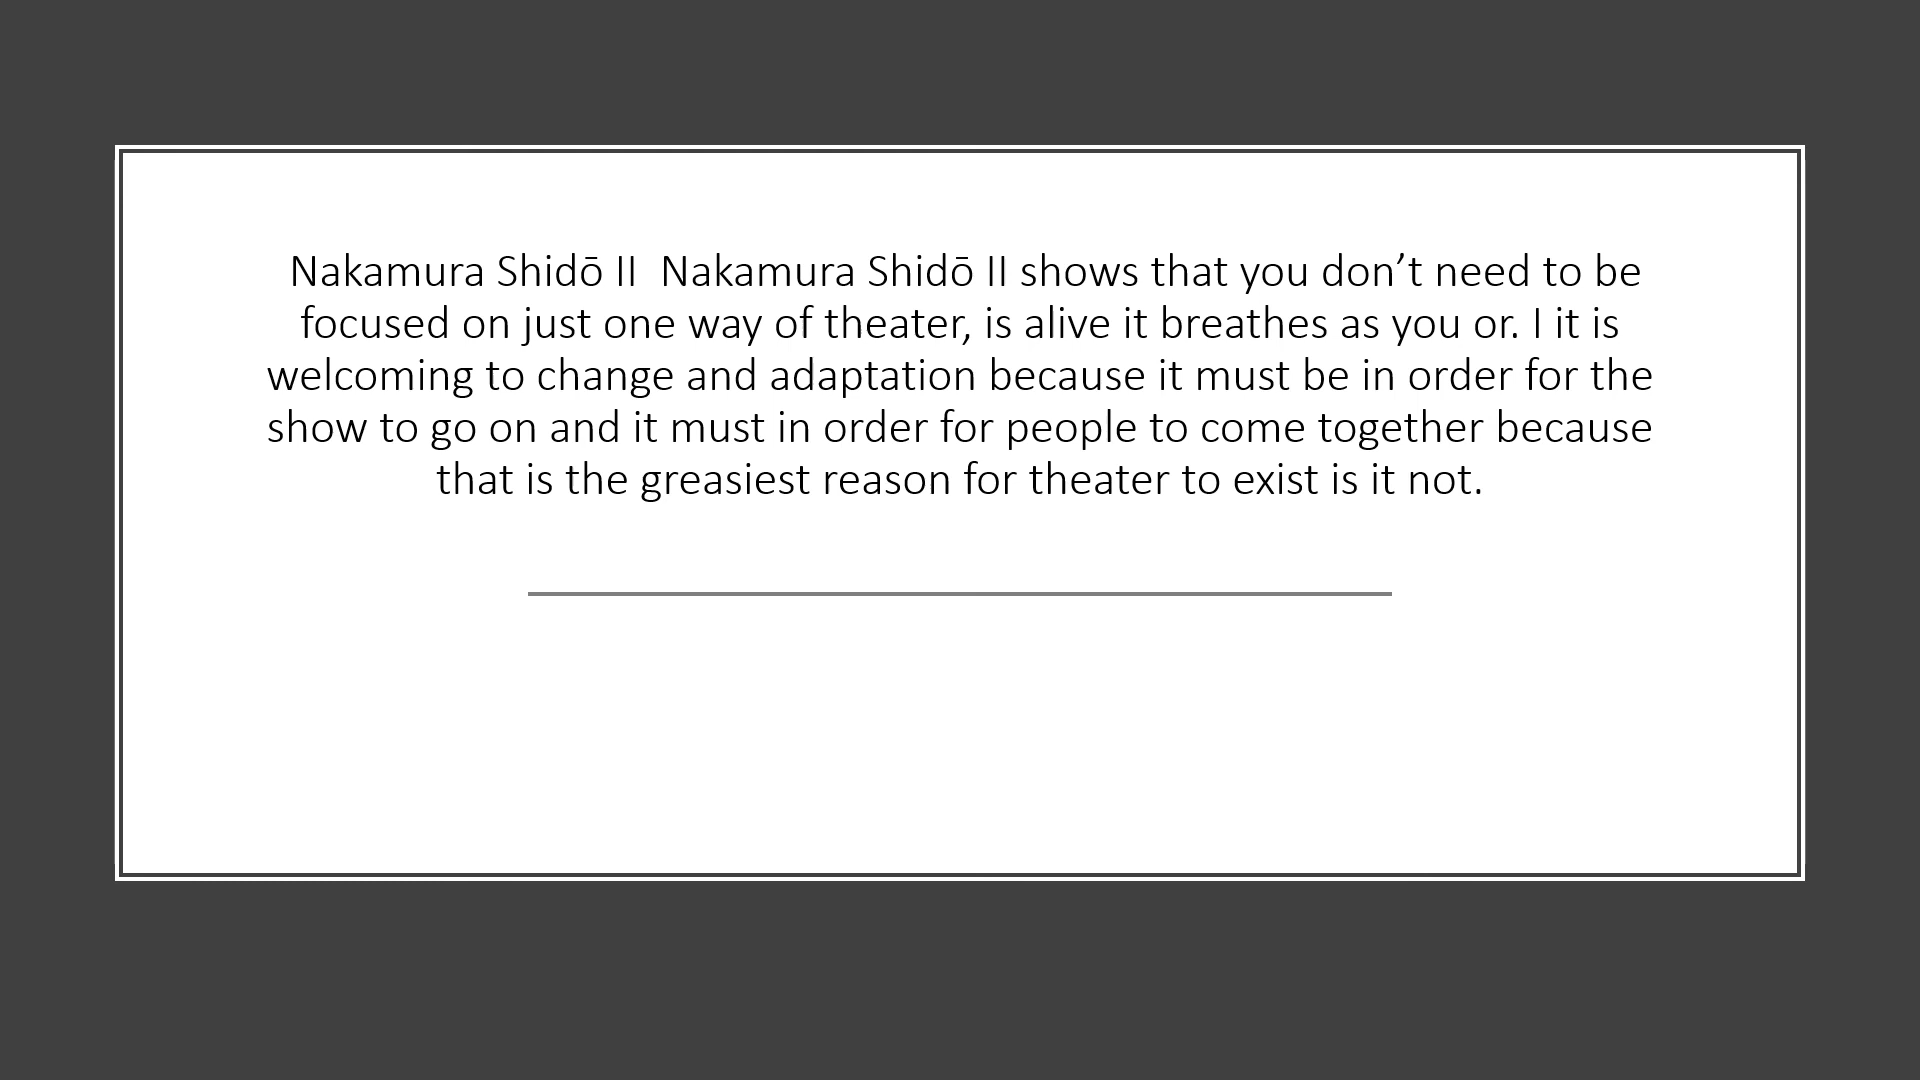 Nakamura Shidō II  Nakamura Shidō II shows that you don’t need to be
focused on just one way of theater, is alive it breathes as you or. I it is
welcoming to change and adaptation because it must be in order for the
show to go on and it must in order for people to come together because
that is the greasiest reason for theater to exist is it not.